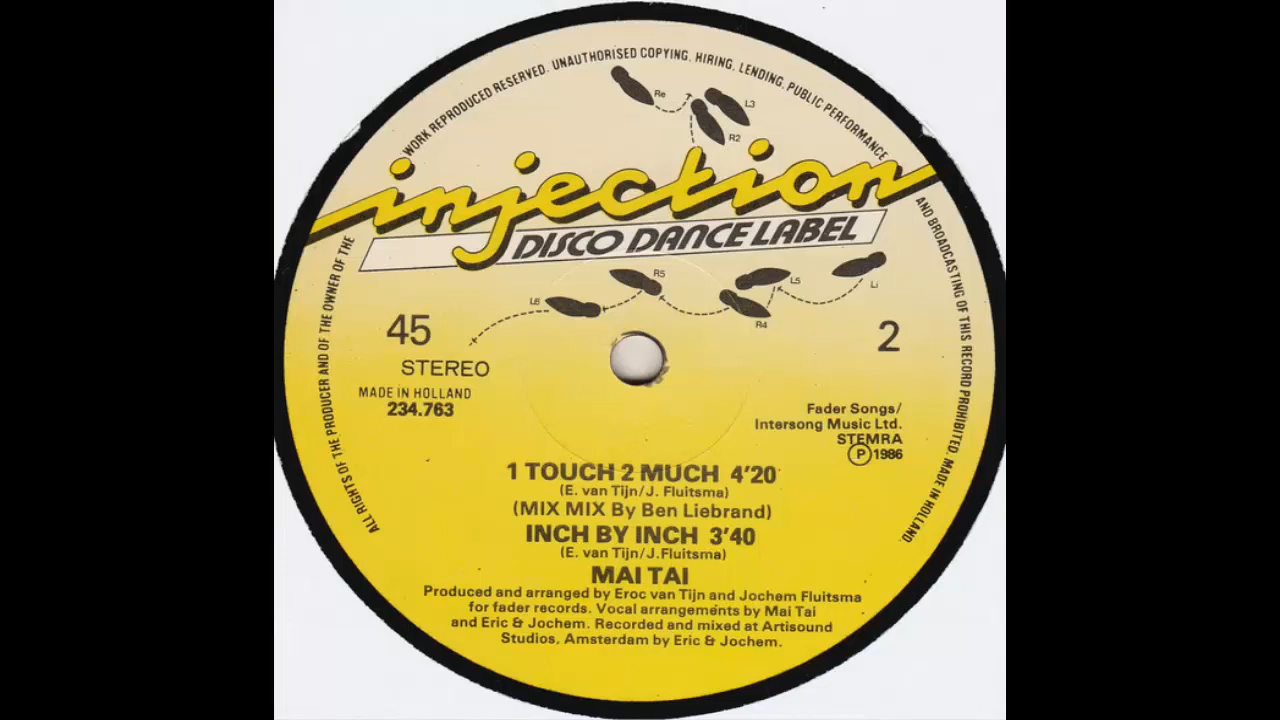 WORK REPRODUCED RESERVED. UNAUTHORISED COPYING, HIRING, LENDING, PUBLIC PERFORMANCE
AND BROADCASTING OF THIS RECORD PROHIBITED. MADE IN HOLLAND.
ALL RIGHTS OF THE PRODUCER AND OF THE OWNER OF THE
Re
L3
R2
injection
DISCO DANCE LABEL
R5
L5
Li
L6
R4
45
2
STEREO
MADE IN HOLLAND
234.763
Fader Songs/
Intersong Music Ltd.
STEMRA
Ⓟ 1986
1 TOUCH 2 MUCH 4'20
(E. van Tijn/J. Fluitsma)
(MIX MIX By Ben Liebrand)
INCH BY INCH 3'40
(E. van Tijn/J.Fluitsma)
MAI TAI
Produced and arranged by Eroc van Tijn and Jochem Fluitsma
for fader records. Vocal arrangements by Mai Tai
and Eric & Jochem. Recorded and mixed at Artisound
Studios, Amsterdam by Eric & Jochem.